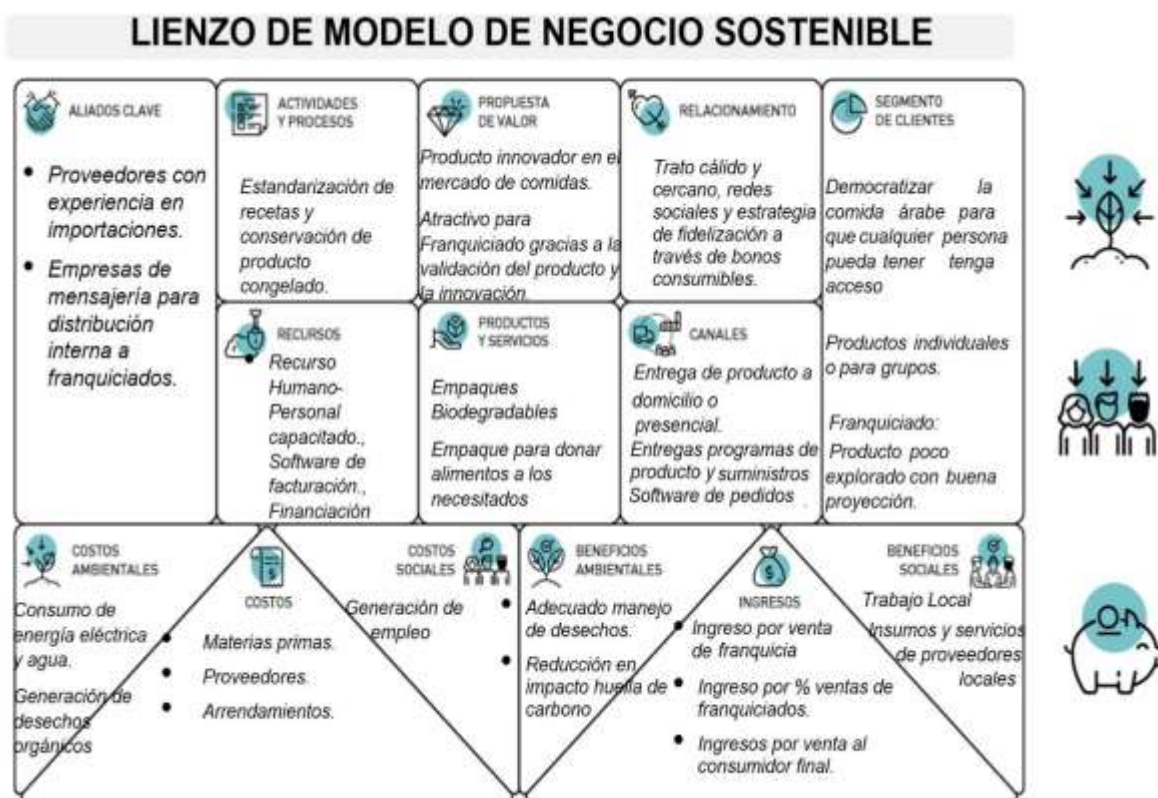 LIENZO DE MODELO DE NEGOCIO SOSTENIBLE
ALIADOS CLAVE
• Proveedores con
experiencia en
importaciones.
• Empresas de
mensajería para
distribución
interna a
franquiciados.
ACTIVIDADES
Y PROCESOS
Estandarización de
recetas y
conservación de
producto
congelado.
RECURSOS
• Recurso
Humano-
Personal
capacitado.,
Software de
facturación.,
Financiación
PROPUESTA
DE VALOR
Producto innovador en el
mercado de comidas.
Atractivo para
Franquiciado gracias a la
validación del producto y
la innovación.
PRODUCTOS
Y SERVICIOS
Empaques
Biodegradables
Empaque para donar
alimentos a los
necesitados
RELACIONAMIENTO
Trato cálido y
cercano, redes
sociales y estrategia
de fidelización a
través de bonos
consumibles.
CANALES
Entrega de producto a
domicilio o
presencial.
Entregas programas de
producto y suministros
Software de pedidos .
SEGMENTO
DE CLIENTES
Democratizar la
comida árabe para
que cualquier persona
pueda tener tenga
acceso
Productos individuales
o para grupos.
Franquiciado:
Producto poco
explorado con buena
proyección.
COSTOS
AMBIENTALES
Consumo de
energía eléctrica
y agua.
Generación de
desechos
orgánicos
COSTOS
• Materias primas.
• Proveedores.
• Arrendamientos.
COSTOS
SOCIALES
Generación de
empleo
BENEFICIOS
AMBIENTALES
• Adecuado manejo
de desechos.
• Reducción en
impacto huella de
carbono
INGRESOS
• Ingreso por venta
de franquicia
• Ingreso por % ventas de
franquiciados.
• Ingresos por venta al
consumidor final.
BENEFICIOS
SOCIALES
Trabajo Local
Insumos y servicios
de proveedores
locales